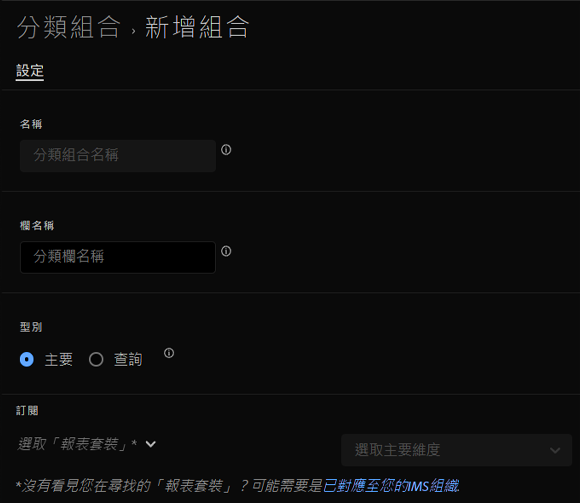 分類組合 › 新增組合
設定
名稱
分類組合名稱
欄名稱
分類欄名稱
型別
主要 查詢
訂閱
選取「報表套裝」* 選取主要維度
*沒有看見您在尋找的「報表套裝」？可能需要是已對應至您的IMS組織.